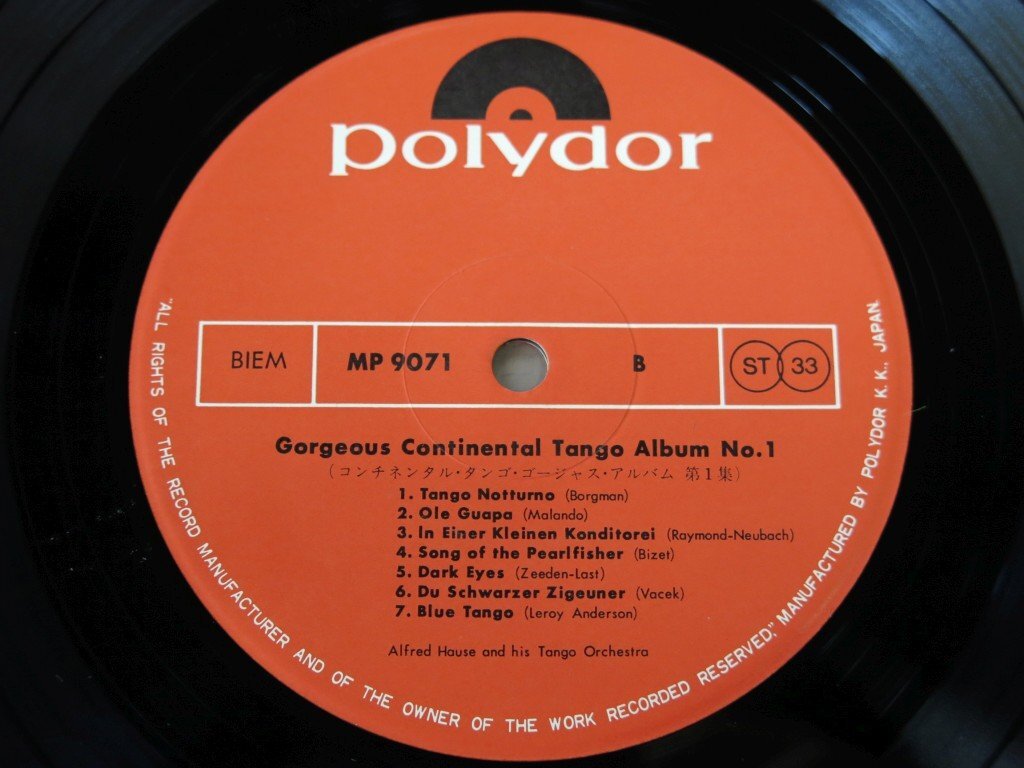 polydor
BIEM MP 9071 B ST 33
Gorgeous Continental Tango Album No.1
(コンチネンタル・タンゴ・ゴージャス・アルバム 第1集)
1. Tango Notturno (Borgman)
2. Ole Guapa (Malando)
3. In Einer Kleinen Konditorei (Raymond-Neubach)
4. Song of the Pearlfisher (Bizet)
5. Dark Eyes (Zeeden-Last)
6. Du Schwarzer Zigeuner (Vacek)
7. Blue Tango (Leroy Anderson)
Alfred Hause and his Tango Orchestra
"ALL RIGHTS OF THE RECORD MANUFACTURER AND OF THE OWNER OF THE WORK RECORDED RESERVED." MANUFACTURED BY POLYDOR K.K., JAPAN.